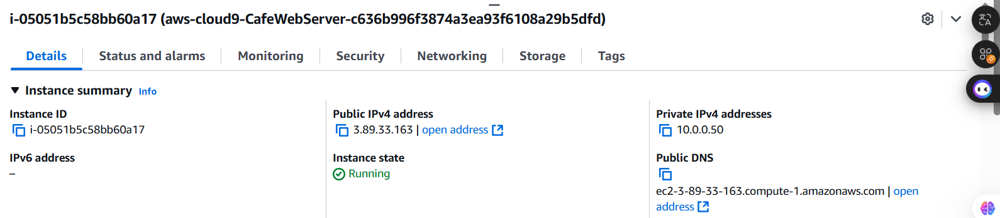 i-05051b5c58bb60a17 (aws-cloud9-CafeWebServer-c636b996f3874a3ea93f6108a29b5dfd)
Details
Status and alarms
Monitoring
Security
Networking
Storage
Tags
Instance summary Info
Instance ID
i-05051b5c58bb60a17
Public IPv4 address
3.89.33.163 | open address
Private IPv4 addresses
10.0.0.50
IPv6 address
–
Instance state
Running
Public DNS
ec2-3-89-33-163.compute-1.amazonaws.com | open
address